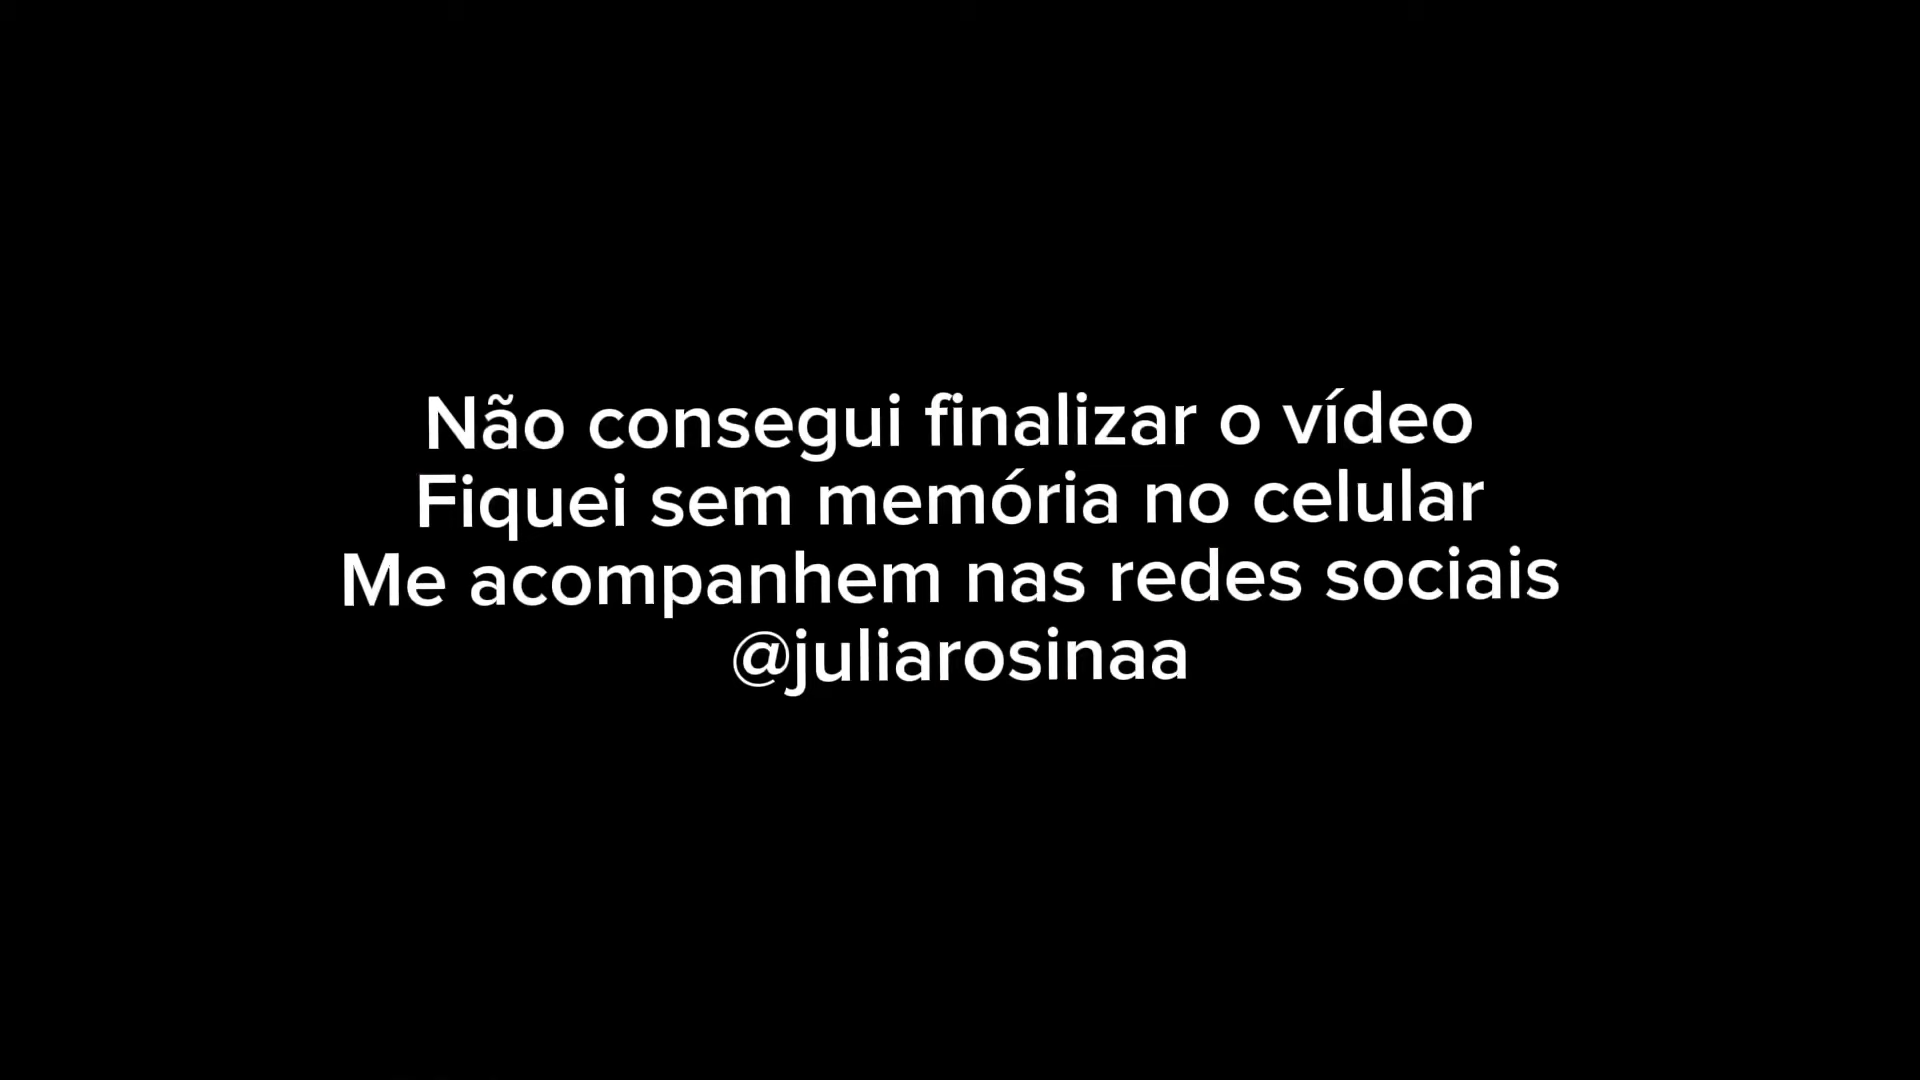 Não consegui finalizar o vídeo
Fiquei sem memória no celular
Me acompanhem nas redes sociais
@juliarosinaa